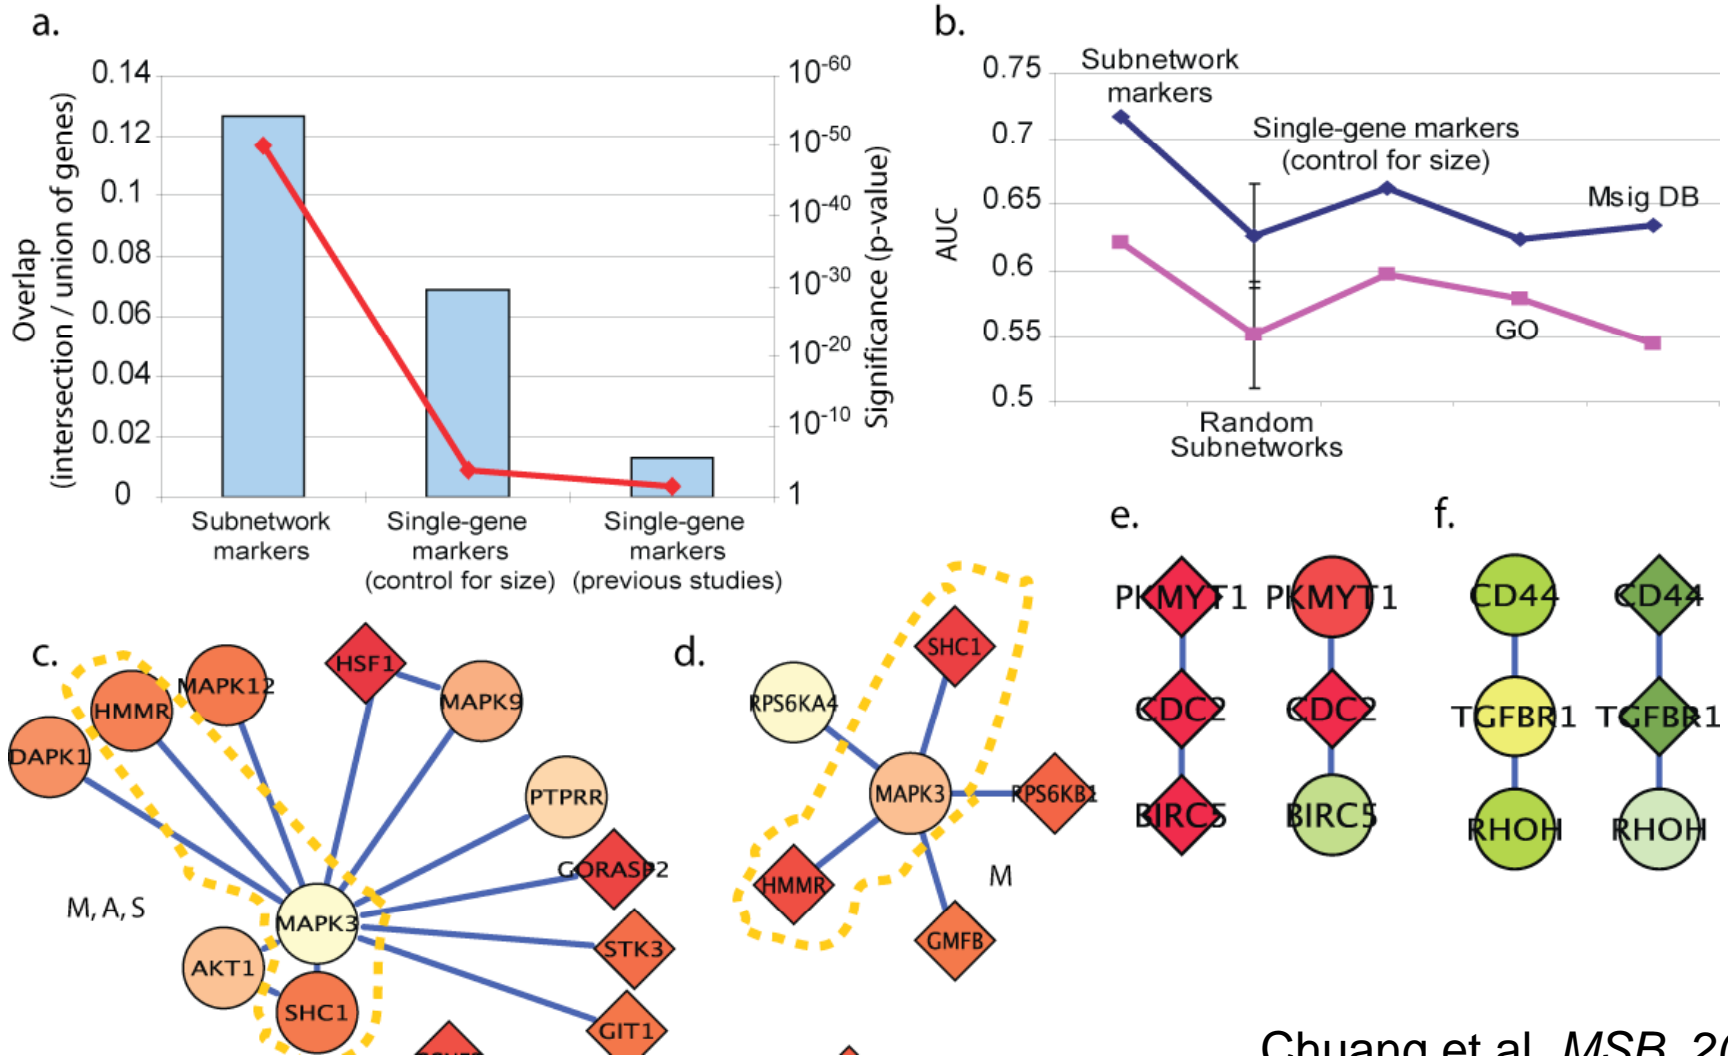 a.
0.14
0.12
0.1
0.08
0.06
0.04
0.02
0
Overlap
(intersection / union of genes)
10-60
10-50
10-40
10-30
10-20
10-10
1
Significance (p-value)
Subnetwork
markers
Single-gene
markers
(control for size)
Single-gene
markers
(previous studies)
b.
0.75
0.7
0.65
0.6
0.55
0.5
AUC
Subnetwork
markers
Single-gene markers
(control for size)
Msig DB
GO
Random
Subnetworks
c.
HMMR
MAPK12
HSF1
MAPK9
DAPK1
PTPRR
GORASP2
M, A, S
MAPK3
STK3
AKT1
SHC1
GIT1
d.
SHC1
RPS6KA4
MAPK3
RPS6KB1
HMMR
M
GMFB
e.
PKMYT1
PKMYT1
CDC2
CDC2
BIRC5
BIRC5
f.
CD44
CD44
TGFBR1
TGFBR1
RHOH
RHOH
Chuang et al. MSB, 20